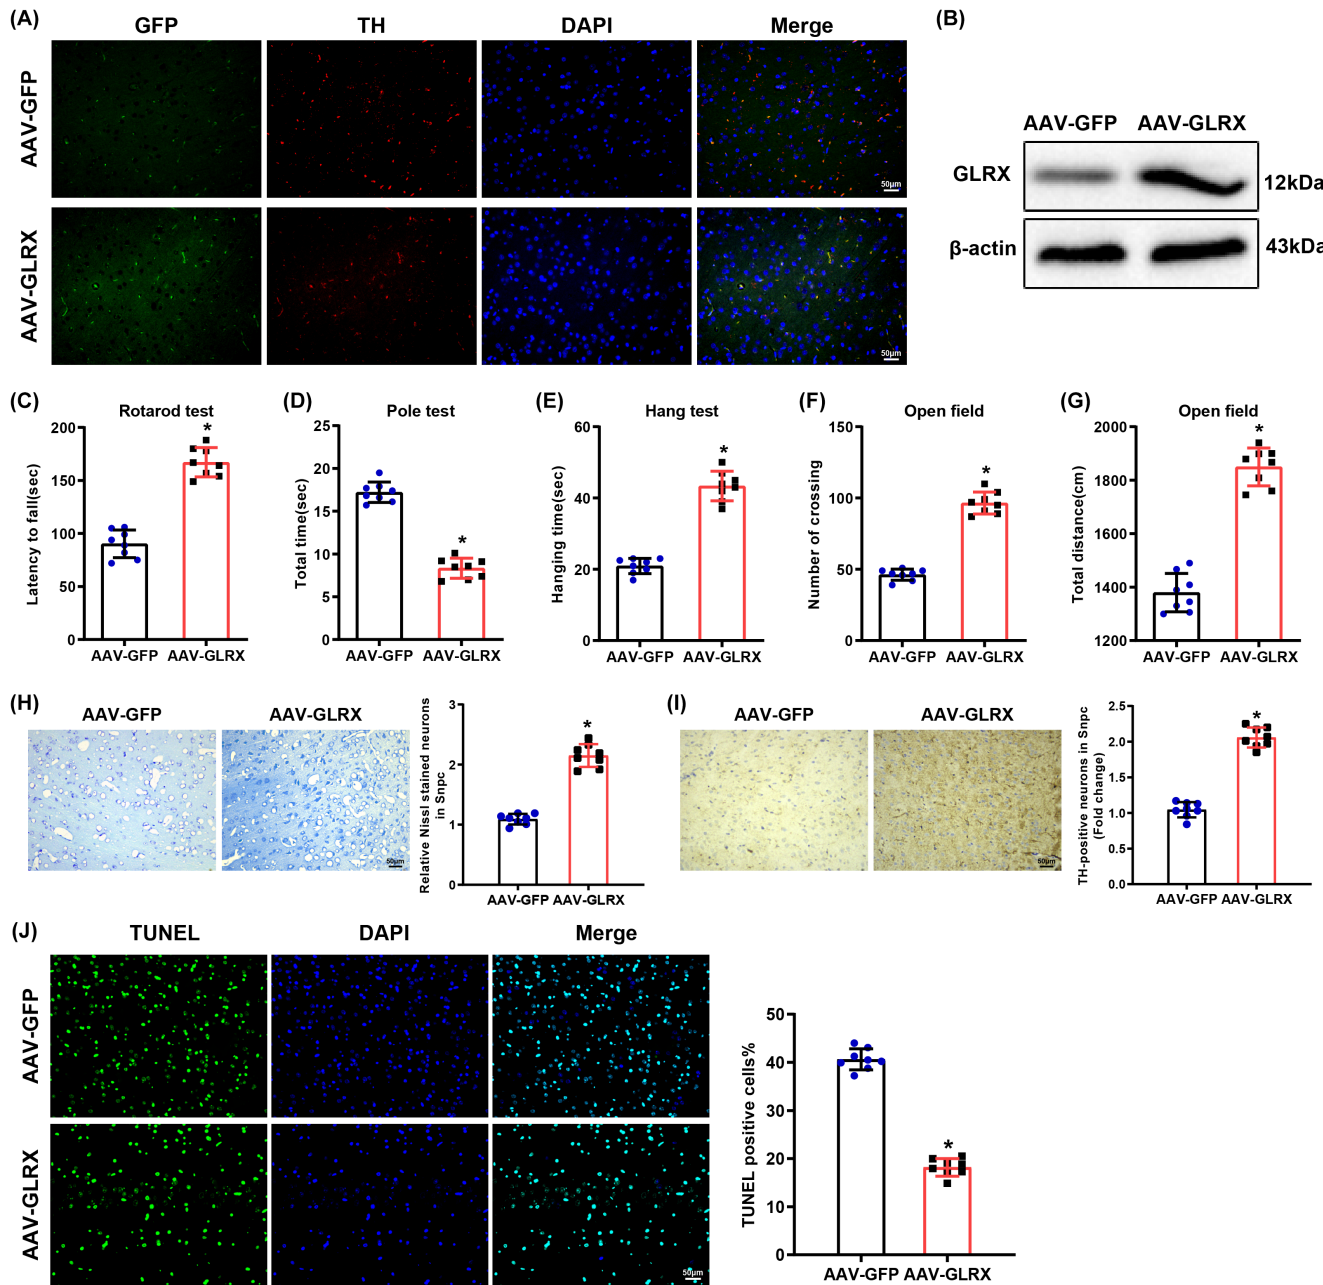 (A)
GFP
TH
DAPI
Merge
AAV-GFP
50μm
AAV-GLRX
50μm
(B)
AAV-GFP
AAV-GLRX
GLRX
12kDa
β-actin
43kDa
(C)
Rotarod test
Latency to fall(sec)
200
150
100
50
0
*
AAV-GFP
AAV-GLRX
(D)
Pole test
Total time(sec)
25
20
15
10
5
0
*
AAV-GFP
AAV-GLRX
(E)
Hang test
Hanging time(sec)
60
40
20
0
*
AAV-GFP
AAV-GLRX
(F)
Open field
Number of crossing
150
100
50
0
*
AAV-GFP
AAV-GLRX
(G)
Open field
Total distance(cm)
2000
1800
1600
1400
1200
*
AAV-GFP
AAV-GLRX
(H)
AAV-GFP
AAV-GLRX
50μm
Relative Nissl stained neurons
in Snpc
3
2
1
0
*
AAV-GFP
AAV-GLRX
(I)
AAV-GFP
AAV-GLRX
50μm
TH-positive neurons in Snpc
(Fold change)
2.5
2.0
1.5
1.0
0.5
0.0
*
AAV-GFP
AAV-GLRX
(J)
TUNEL
DAPI
Merge
AAV-GFP
AAV-GLRX
50μm
TUNEL positive cells%
50
40
30
20
10
0
*
AAV-GFP
AAV-GLRX